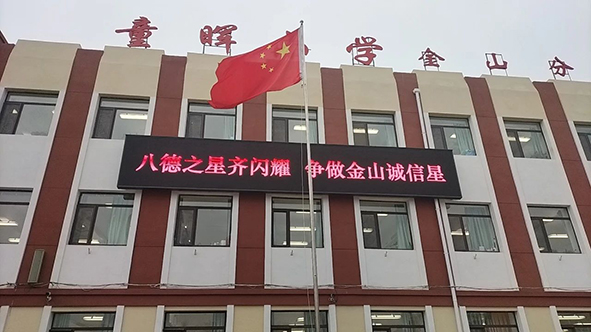 童晖小学金山分
八德之星齐闪耀 争做金山诚信星